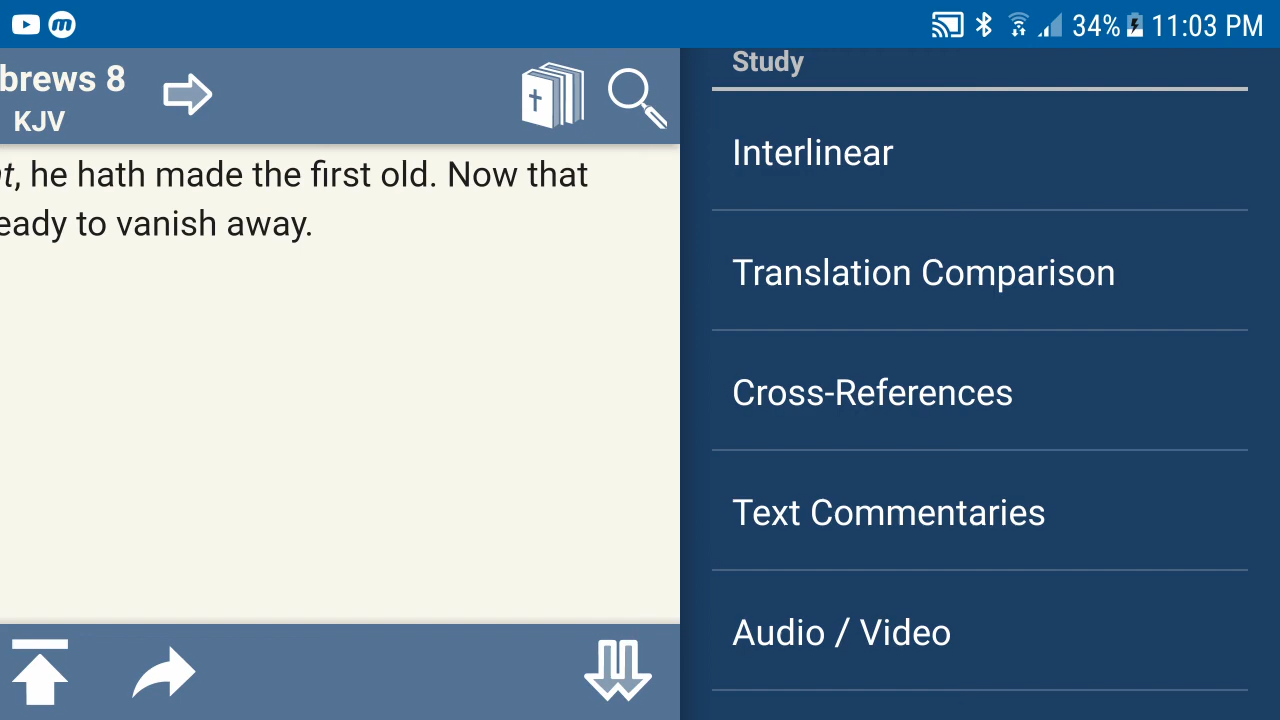 34% 11:03 PM
brews 8
KJV
t, he hath made the first old. Now that
eady to vanish away.
Study
Interlinear
Translation Comparison
Cross-References
Text Commentaries
Audio / Video